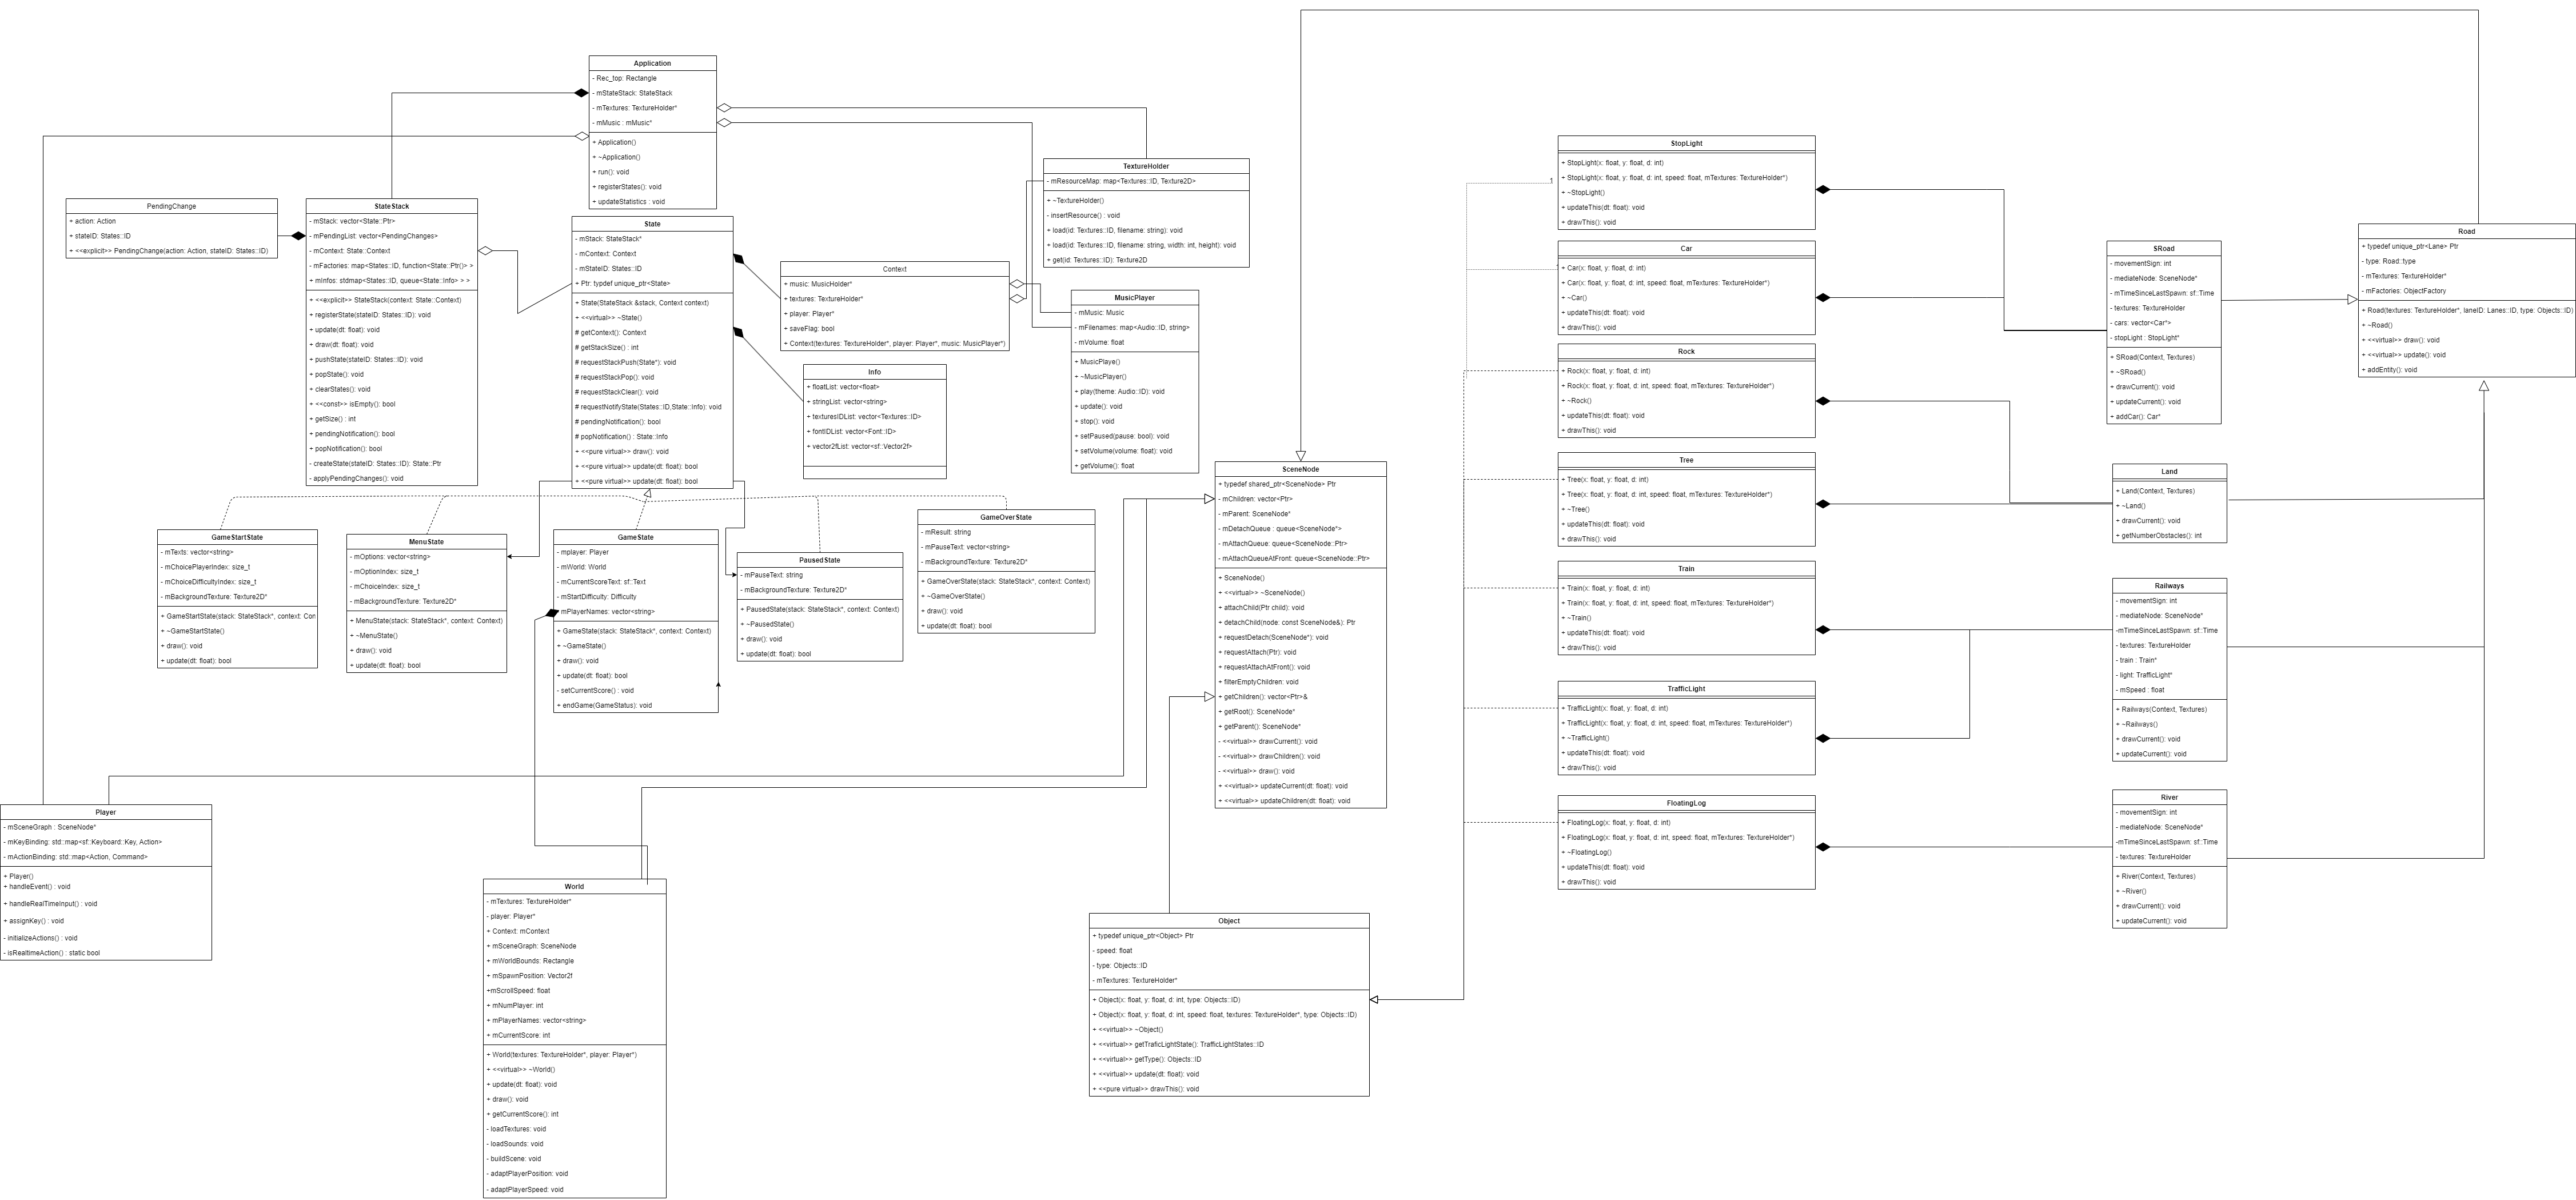 Application
- Rec_top: Rectangle
- mStateStack: StateStack
- mTextures: TextureHolder*
- mMusic : mMusic*
+ Application()
+ ~Application()
+ run(): void
+ registerStates(): void
+ updateStatistics : void
PendingChange
+ action: Action
+ stateID: States::ID
+ <<explicit>> PendingChange(action: Action, stateID: States::ID)
StateStack
- mStack: vector<State::Ptr>
- mPendingList: vector<PendingChanges>
- mContext: State::Context
- mFactories: map<States::ID, function<State::Ptr()> >
- mInfos: stdmap<States::ID, queue<State::Info> > >
+ <<explicit>> StateStack(context: State::Context)
+ registerState(stateID: States::ID): void
+ update(dt: float): void
+ draw(dt: float): void
+ pushState(stateID: States::ID): void
+ popState(): void
+ clearStates(): void
+ <<const>> isEmpty(): bool
+ getSize() : int
+ pendingNotification(): bool
+ popNotification(): bool
- createState(stateID: States::ID): State::Ptr
- applyPendingChanges(): void
State
- mStack: StateStack*
- mContext: Context
- mStateID: States::ID
+ Ptr: typedef unique_ptr<State>
+ State(StateStack &stack, Context context)
+ <<virtual>> ~State()
# getContext(): Context
# getStackSize() : int
# requestStackPush(State*): void
# requestStackPop(): void
# requestStackClear(): void
# requestNotifyState(States::ID,State::Info): void
# pendingNotification(): bool
# popNotification() : State::Info
+ <<pure virtual>> draw(): void
+ <<pure virtual>> update(dt: float): bool
+ <<pure virtual>> update(dt: float): bool
Context
+ music: MusicHolder*
+ textures: TextureHolder*
+ player: Player*
+ saveFlag: bool
+ Context(textures: TextureHolder*, player: Player*, music: MusicPlayer*)
Info
+ floatList: vector<float>
+ stringList: vector<string>
+ texturesIDList: vector<Textures::ID>
+ fontIDList: vector<Font::ID>
+ vector2fList: vector<sf::Vector2f>
TextureHolder
- mResourceMap: map<Textures::ID, Texture2D>
+ ~TextureHolder()
- insertResource() : void
+ load(id: Textures::ID, filename: string): void
+ load(id: Textures::ID, filename: string, width: int, height): void
+ get(id: Textures::ID): Texture2D
MusicPlayer
- mMusic: Music
- mFilenames: map<Audio::ID, string>
- mVolume: float
+ MusicPlaye()
+ ~MusicPlayer()
+ play(theme: Audio::ID): void
+ update(): void
+ stop(): void
+ setPaused(pause: bool): void
+ setVolume(volume: float): void
+ getVolume(): float
GameStartState
- mTexts: vector<string>
- mChoicePlayerIndex: size_t
- mChoiceDifficultyIndex: size_t
- mBackgroundTexture: Texture2D*
+ GameStartState(stack: StateStack*, context: Con
+ ~GameStartState()
+ draw(): void
+ update(dt: float): bool
MenuState
- mOptions: vector<string>
- mOptionIndex: size_t
- mChoiceIndex: size_t
- mBackgroundTexture: Texture2D*
+ MenuState(stack: StateStack*, context: Context)
+ ~MenuState()
+ draw(): void
+ update(dt: float): bool
GameState
- mplayer: Player
- mWorld: World
- mCurrentScoreText: sf::Text
- mStartDifficulty: Difficulty
- mPlayerNames: vector<string>
+ GameState(stack: StateStack*, context: Context)
+ ~GameState()
+ draw(): void
+ update(dt: float): bool
- setCurrentScore() : void
+ endGame(GameStatus): void
PausedState
- mPauseText: string
- mBackgroundTexture: Texture2D*
+ PausedState(stack: StateStack*, context: Context)
+ ~PausedState()
+ draw(): void
+ update(dt: float): bool
GameOverState
- mResult: string
- mPauseText: vector<string>
- mBackgroundTexture: Texture2D*
+ GameOverState(stack: StateStack*, context: Context)
+ ~GameOverState()
+ draw(): void
+ update(dt: float): bool
SceneNode
+ typedef shared_ptr<SceneNode> Ptr
- mChildren: vector<Ptr>
- mParent: SceneNode*
- mDetachQueue : queue<SceneNode*>
- mAttachQueue: queue<SceneNode::Ptr>
- mAttachQueueAtFront: queue<SceneNode::Ptr>
+ SceneNode()
+ <<virtual>> ~SceneNode()
+ attachChild(Ptr child): void
+ detachChild(node: const SceneNode&): Ptr
+ requestDetach(SceneNode*): void
+ requestAttach(Ptr): void
+ requestAttachAtFront(): void
+ filterEmptyChildren: void
+ getChildren(): vector<Ptr>&
+ getRoot(): SceneNode*
+ getParent(): SceneNode*
- <<virtual>> drawCurrent(): void
- <<virtual>> drawChildren(): void
- <<virtual>> draw(): void
+ <<virtual>> updateCurrent(dt: float): void
+ <<virtual>> updateChildren(dt: float): void
Player
- mSceneGraph : SceneNode*
- mKeyBinding: std::map<sf::Keyboard::Key, Action>
- mActionBinding: std::map<Action, Command>
+ Player()
+ handleEvent() : void
+ handleRealTimeInput() : void
+ assignKey() : void
- initializeActions() : void
- isRealtimeAction() : static bool
World
- mTextures: TextureHolder*
- player: Player*
+ Context: mContext
+ mSceneGraph: SceneNode
+ mWorldBounds: Rectangle
+ mSpawnPosition: Vector2f
+mScrollSpeed: float
+ mNumPlayer: int
+ mPlayerNames: vector<string>
+ mCurrentScore: int
+ World(textures: TextureHolder*, player: Player*)
+ <<virtual>> ~World()
+ update(dt: float): void
+ draw(): void
+ getCurrentScore(): int
- loadTextures: void
- loadSounds: void
- buildScene: void
- adaptPlayerPosition: void
- adaptPlayerSpeed: void
Object
+ typedef unique_ptr<Object> Ptr
- speed: float
- type: Objects::ID
- mTextures: TextureHolder*
+ Object(x: float, y: float, d: int, type: Objects::ID)
+ Object(x: float, y: float, d: int, speed: float, textures: TextureHolder*, type: Objects::ID)
+ <<virtual>> ~Object()
+ <<virtual>> getTraficLightState(): TrafficLightStates::ID
+ <<virtual>> getType(): Objects::ID
+ <<virtual>> update(dt: float): void
+ <<pure virtual>> drawThis(): void
1
StopLight
+ StopLight(x: float, y: float, d: int)
+ StopLight(x: float, y: float, d: int, speed: float, mTextures: TextureHolder*)
+ ~StopLight()
+ updateThis(dt: float): void
+ drawThis(): void
Car
+ Car(x: float, y: float, d: int)
+ Car(x: float, y: float, d: int, speed: float, mTextures: TextureHolder*)
+ ~Car()
+ updateThis(dt: float): void
+ drawThis(): void
Rock
+ Rock(x: float, y: float, d: int)
+ Rock(x: float, y: float, d: int, speed: float, mTextures: TextureHolder*)
+ ~Rock()
+ updateThis(dt: float): void
+ drawThis(): void
Tree
+ Tree(x: float, y: float, d: int)
+ Tree(x: float, y: float, d: int, speed: float, mTextures: TextureHolder*)
+ ~Tree()
+ updateThis(dt: float): void
+ drawThis(): void
Train
+ Train(x: float, y: float, d: int)
+ Train(x: float, y: float, d: int, speed: float, mTextures: TextureHolder*)
+ ~Train()
+ updateThis(dt: float): void
+ drawThis(): void
TrafficLight
+ TrafficLight(x: float, y: float, d: int)
+ TrafficLight(x: float, y: float, d: int, speed: float, mTextures: TextureHolder*)
+ ~TrafficLight()
+ updateThis(dt: float): void
+ drawThis(): void
FloatingLog
+ FloatingLog(x: float, y: float, d: int)
+ FloatingLog(x: float, y: float, d: int, speed: float, mTextures: TextureHolder*)
+ ~FloatingLog()
+ updateThis(dt: float): void
+ drawThis(): void
SRoad
- movementSign: int
- mediateNode: SceneNode*
- mTimeSinceLastSpawn: sf::Time
- textures: TextureHolder
- cars: vector<Car*>
- stopLight : StopLight*
+ SRoad(Context, Textures)
+ ~SRoad()
+ drawCurrent(): void
+ updateCurrent(): void
+ addCar(): Car*
Land
+ Land(Context, Textures)
+ ~Land()
+ drawCurrent(): void
+ getNumberObstacles(): int
Railways
- movementSign: int
- mediateNode: SceneNode*
-mTimeSinceLastSpawn: sf::Time
- textures: TextureHolder
- train : Train*
- light: TrafficLight*
- mSpeed : float
+ Railways(Context, Textures)
+ ~Railways()
+ drawCurrent(): void
+ updateCurrent(): void
River
- movementSign: int
- mediateNode: SceneNode*
-mTimeSinceLastSpawn: sf::Time
- textures: TextureHolder
+ River(Context, Textures)
+ ~River()
+ drawCurrent(): void
+ updateCurrent(): void
Road
+ typedef unique_ptr<Lane> Ptr
- type: Road::type
- mTextures: TextureHolder*
- mFactories: ObjectFactory
+ Road(textures: TextureHolder*, laneID: Lanes::ID, type: Objects::ID)
+ ~Road()
+ <<virtual>> draw(): void
+ <<virtual>> update(): void
+ addEntity(): void